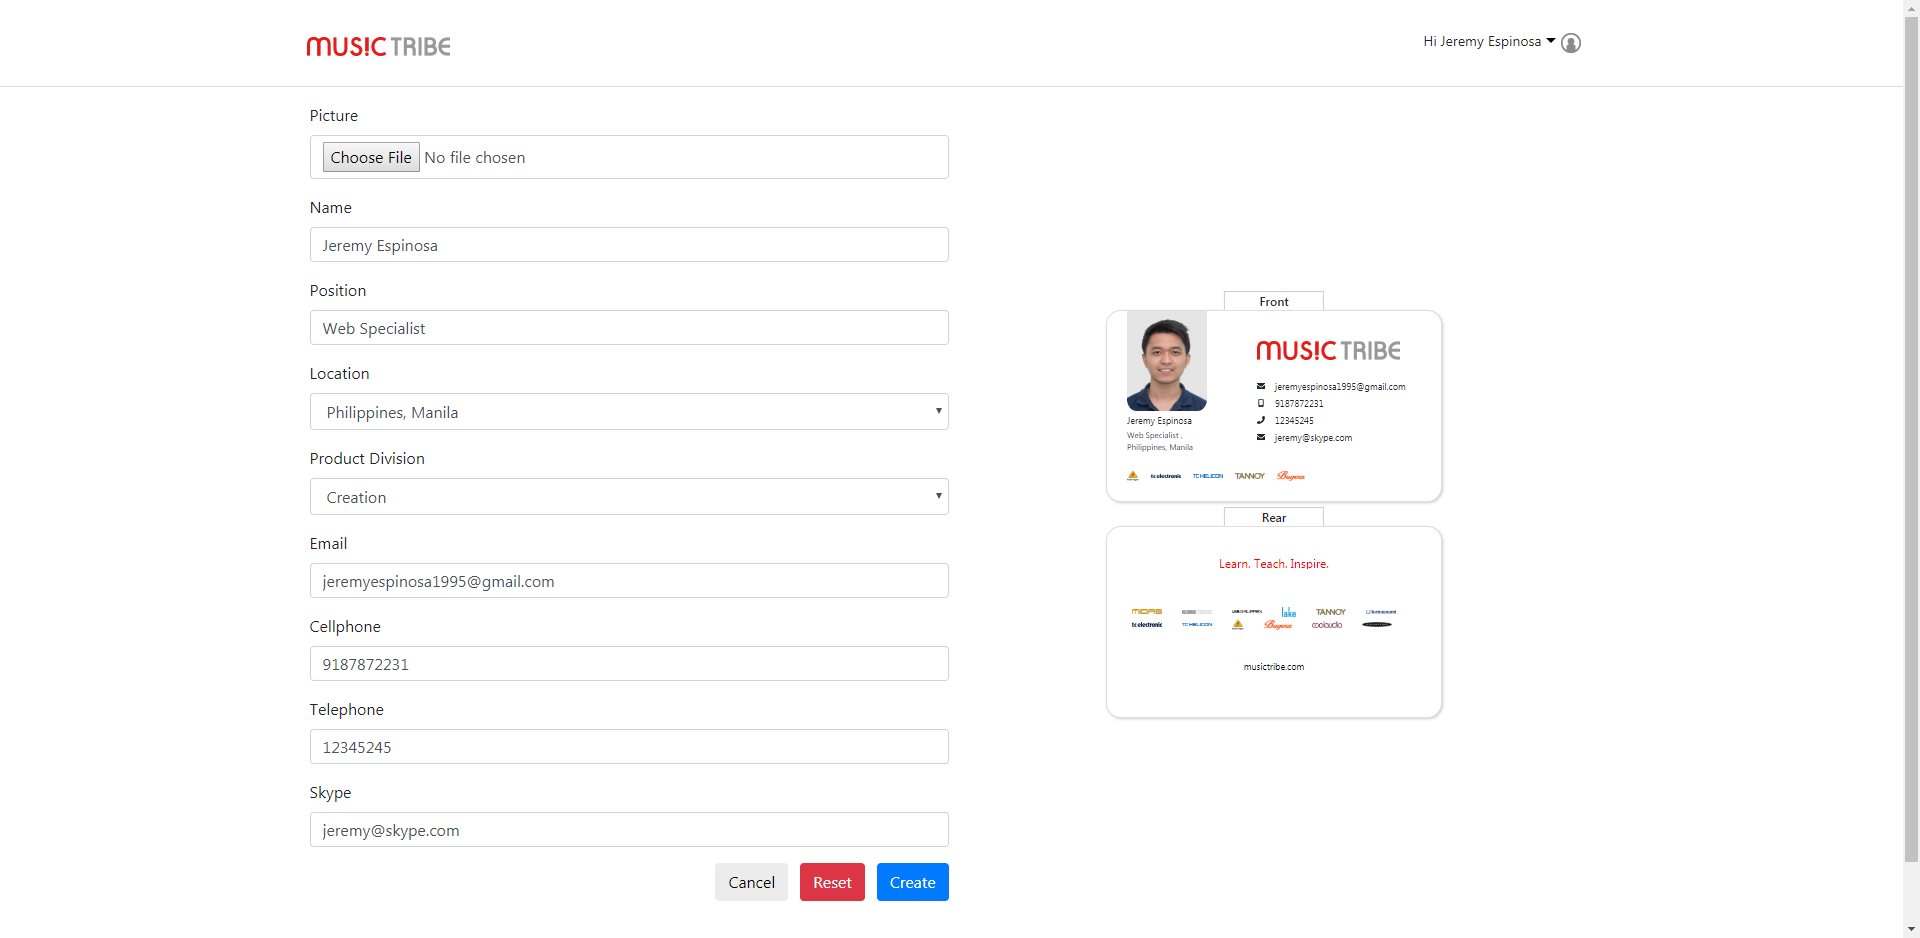 MUSIC TRIBE
Hi Jeremy Espinosa
Picture
Choose File No file chosen
Name
Jeremy Espinosa
Position
Web Specialist
Location
Philippines, Manila
Product Division
Creation
Email
jeremyespinosa1995@gmail.com
Cellphone
9187872231
Telephone
12345245
Skype
jeremy@skype.com
Cancel Reset Create
Front
MUSIC TRIBE
jeremyespinosa1995@gmail.com
9187872231
12345245
jeremy@skype.com
Jeremy Espinosa
Web Specialist ,
Philippines, Manila
tc electronic TC HELICON TANNOY Bugera
Rear
Learn. Teach. Inspire.
MIDAS lake TANNOY Turbosound
tc electronic TC HELICON Bugera coolaudio
musictribe.com